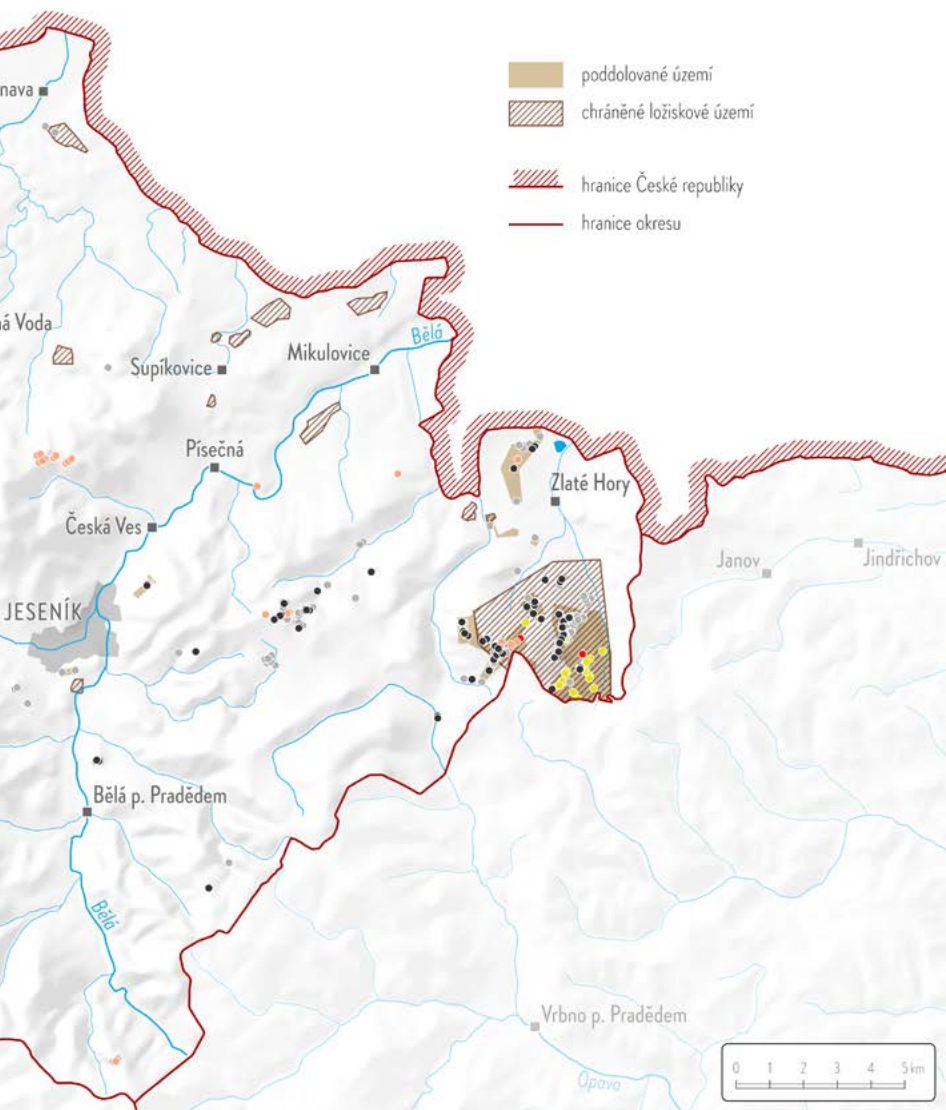 poddolované území
nava
chráněné ložiskové území
hranice České republiky
hranice okresu
á Voda
Bělá
Mikulovice
Supíkovice
Písečná
Zlaté Hory
Česká Ves
Janov
Jindřichov
JESENÍK
Bělá p. Pradědem
Bělá
Vrbno p. Pradědem
Opava
0 1 2 3 4 5 km